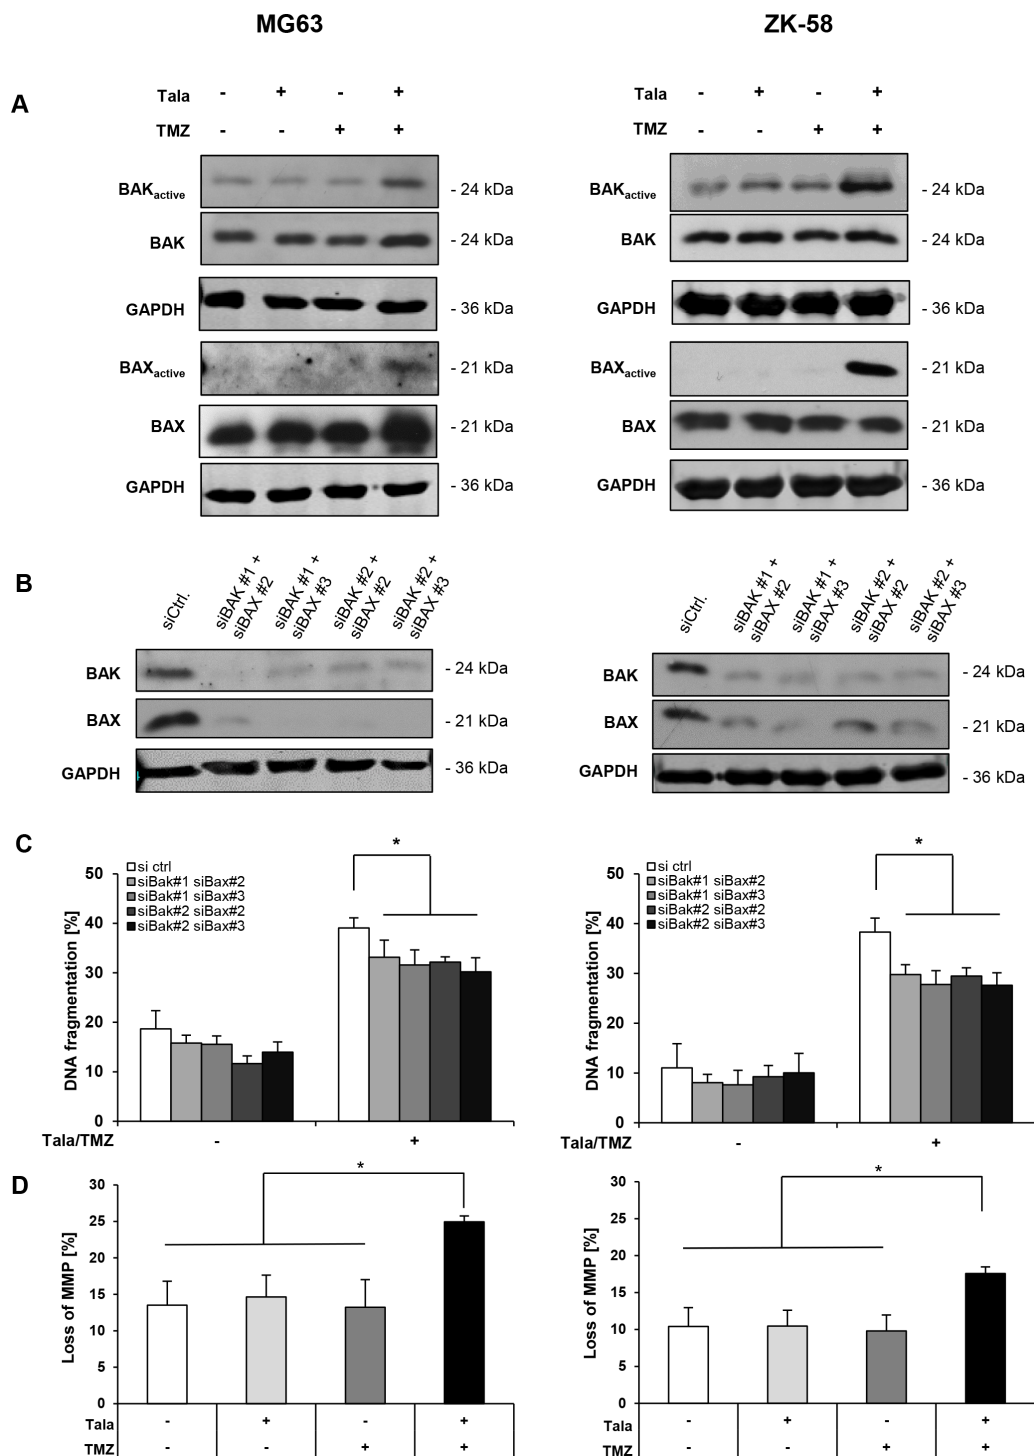 MG63 ZK-58
A
Tala - + - + Tala - + - +
TMZ - - + + TMZ - - + +
BAKactive - 24 kDa BAKactive - 24 kDa
BAK - 24 kDa BAK - 24 kDa
GAPDH - 36 kDa GAPDH - 36 kDa
BAXactive - 21 kDa BAXactive - 21 kDa
BAX - 21 kDa BAX - 21 kDa
GAPDH - 36 kDa GAPDH - 36 kDa
B
siCtrl.
siBAK #1 +
siBAX #2
siBAK #1 +
siBAX #3
siBAK #2 +
siBAX #2
siBAK #2 +
siBAX #3
siCtrl.
siBAK #1 +
siBAX #2
siBAK #1 +
siBAX #3
siBAK #2 +
siBAX #2
siBAK #2 +
siBAX #3
BAK - 24 kDa BAK - 24 kDa
BAX - 21 kDa BAX - 21 kDa
GAPDH - 36 kDa GAPDH - 36 kDa
C
DNA fragmentation [%]
50
40
30
20
10
0
si ctrl
siBak#1 siBax#2
siBak#1 siBax#3
siBak#2 siBax#2
siBak#2 siBax#3
*
Tala/TMZ - +
DNA fragmentation [%]
50
40
30
20
10
0
si ctrl
siBak#1 siBax#2
siBak#1 siBax#3
siBak#2 siBax#2
siBak#2 siBax#3
*
Tala/TMZ - +
D
Loss of MMP [%]
30
25
20
15
10
5
0
*
Tala - + - +
TMZ - - + +
Loss of MMP [%]
30
25
20
15
10
5
0
*
Tala - + - +
TMZ - - + +